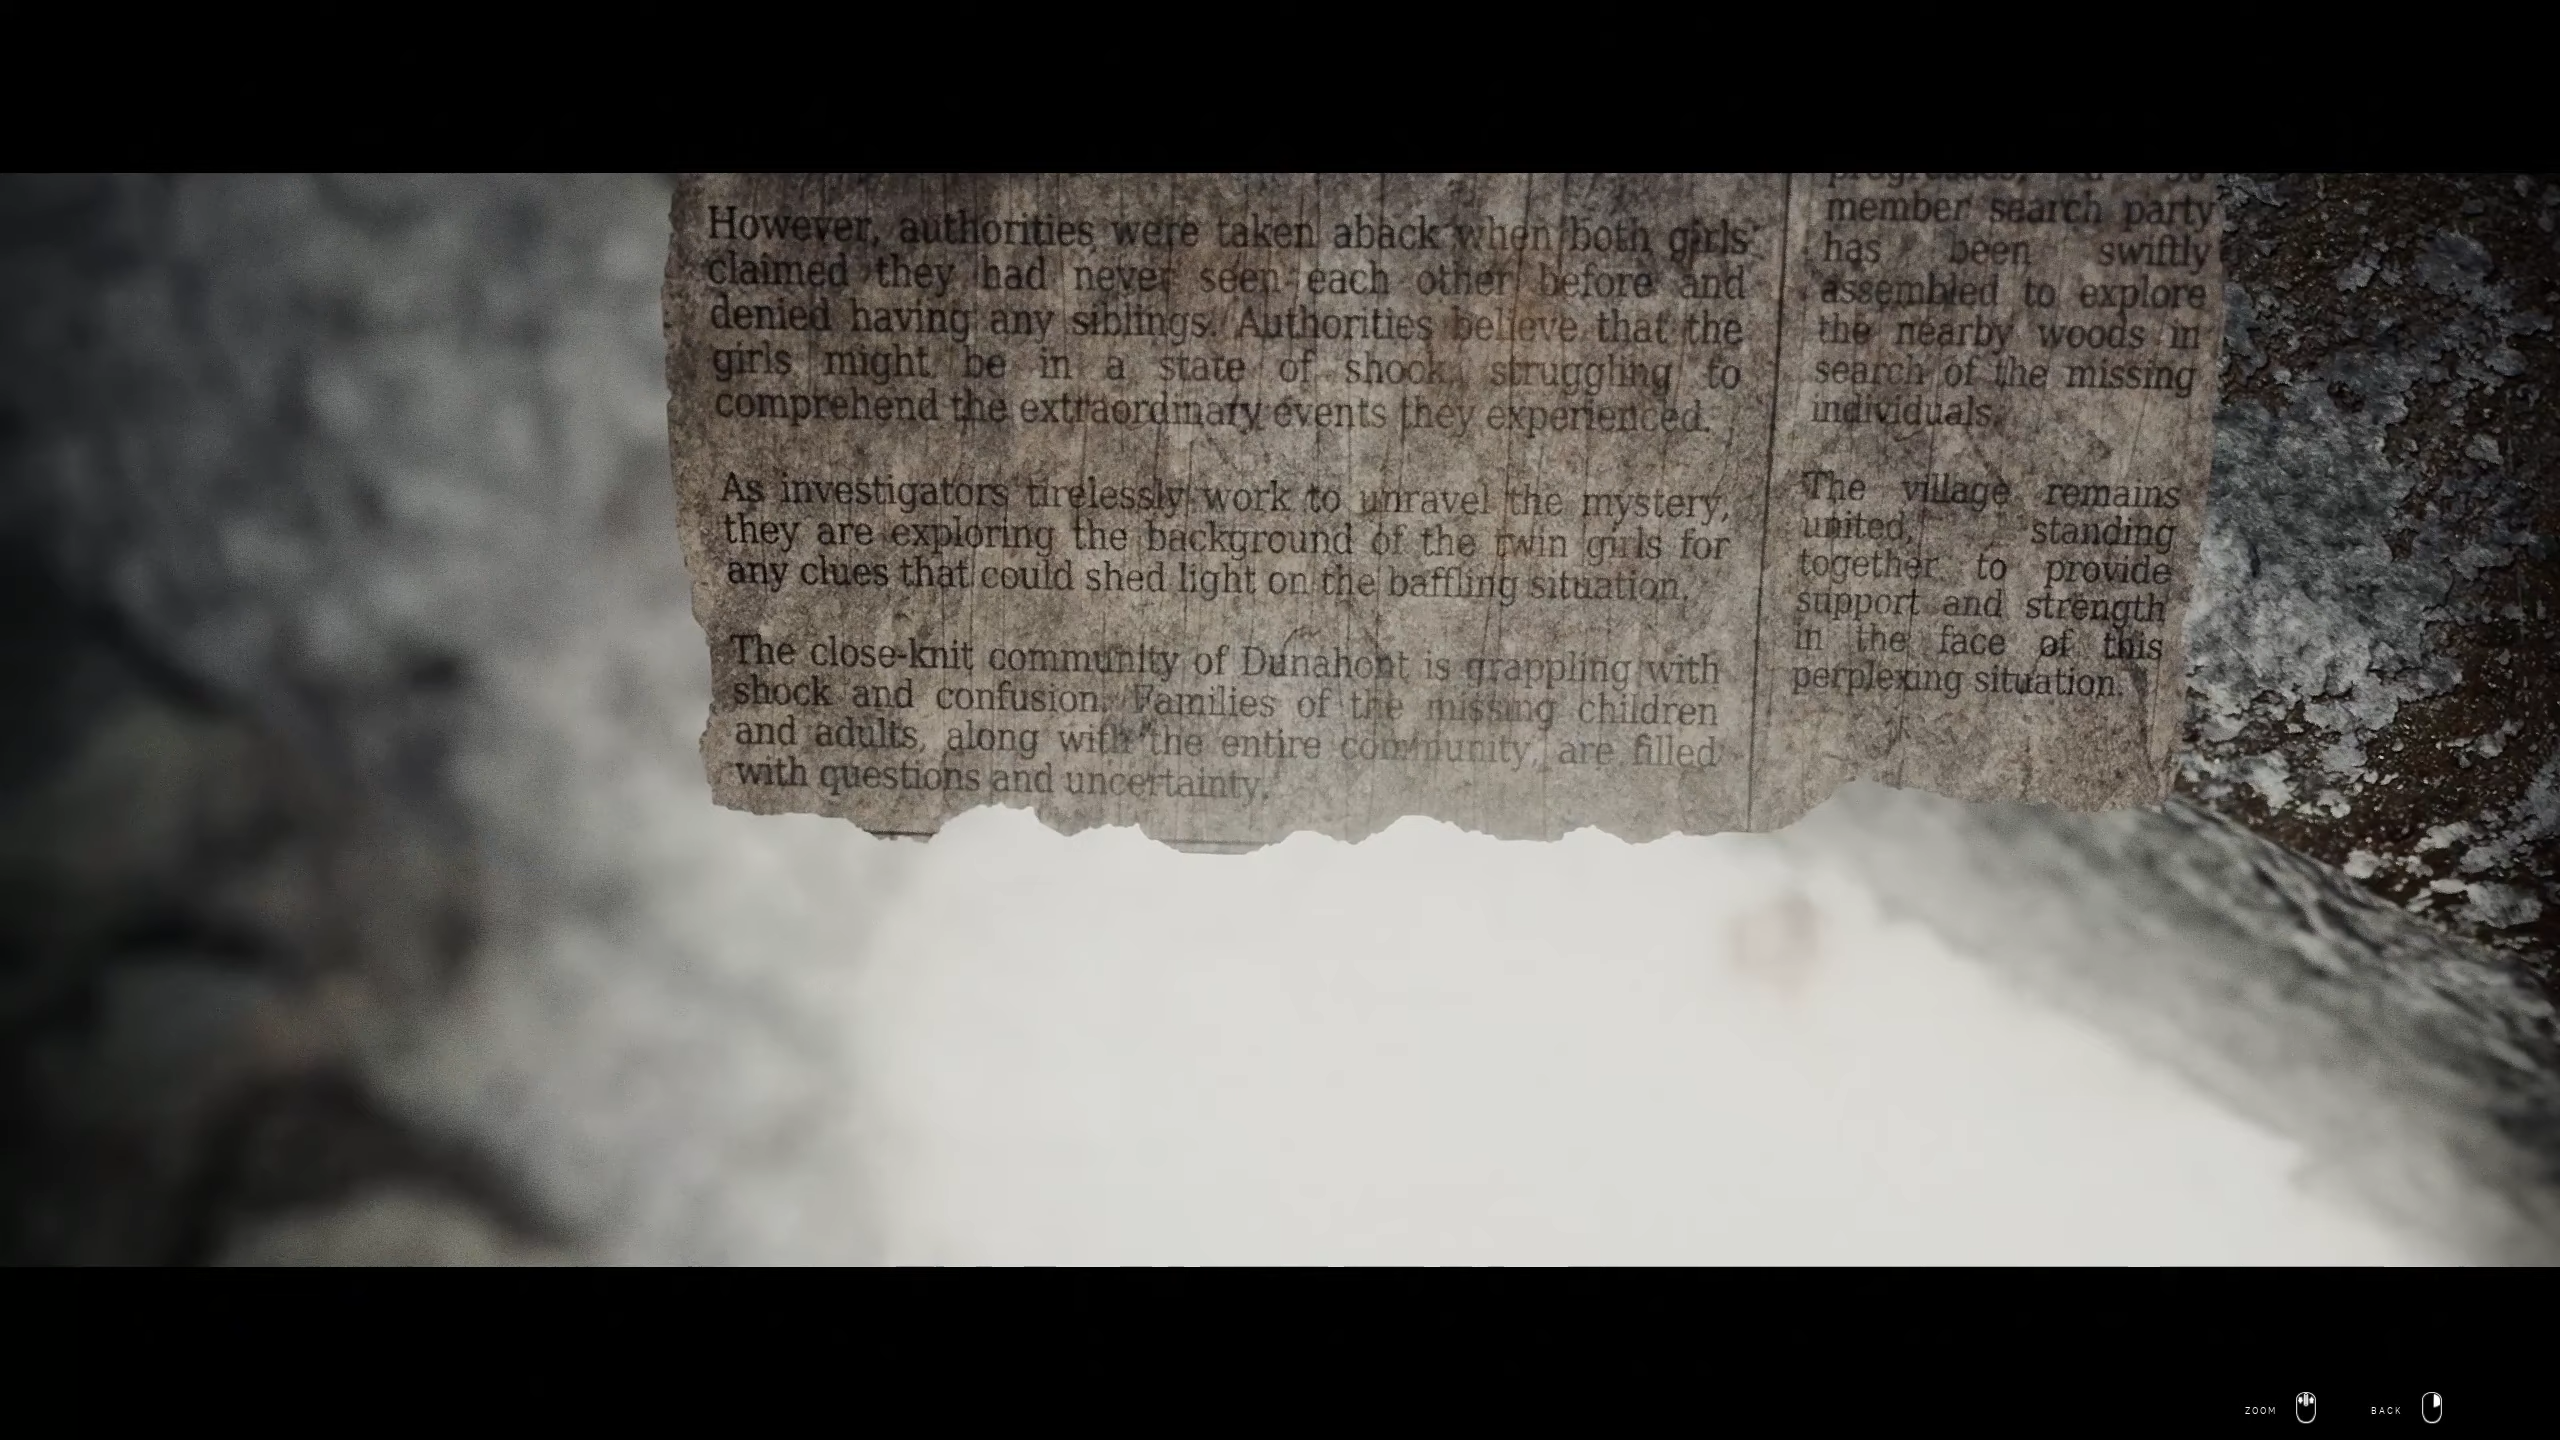 However, authorities were taken aback when both girls
claimed they had never seen each other before and
denied having any siblings. Authorities believe that the
girls might be in a state of shock, struggling to
comprehend the extraordinary events they experienced.
As investigators tirelessly work to unravel the mystery,
they are exploring the background of the twin girls for
any clues that could shed light on the baffling situation.
The close-knit community of Dunahont is grappling with
shock and confusion. Families of the missing children
and adults, along with the entire community, are filled
with questions and uncertainty.
member search party
has been swiftly
assembled to explore
the nearby woods in
search of the missing
individuals.
The village remains
united, standing
together to provide
support and strength
in the face of this
perplexing situation.
ZOOM
BACK